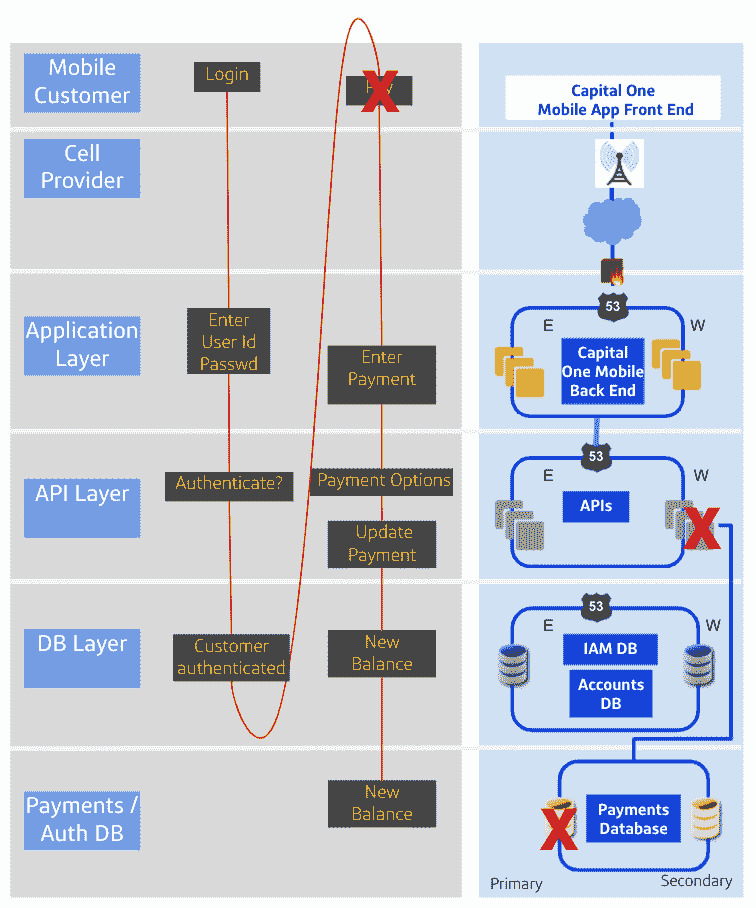 Mobile
Customer
Login
Capital One
Mobile App Front End
Cell
Provider
Application
Layer
Enter
User Id
Passwd
Enter
Payment
53
E
W
Capital
One Mobile
Back End
API Layer
Authenticate?
Payment Options
Update
Payment
53
E
W
APIs
DB Layer
Customer
authenticated
New
Balance
53
E
W
IAM DB
Accounts
DB
Payments /
Auth DB
New
Balance
Payments
Database
Primary
Secondary